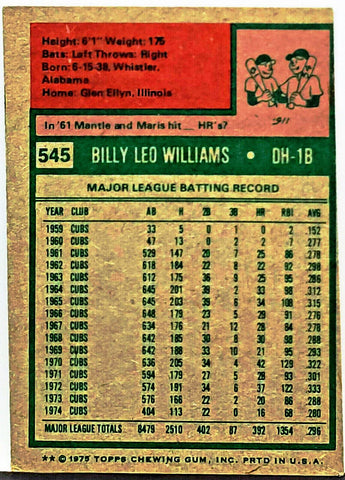 Height: 6'1" Weight: 175
Bats: Left Throws: Right
Born: 6-15-38, Whistler,
Alabama
Home: Glen Ellyn, Illinois
In '61 Mantle and Maris hit __ HR's?
545 BILLY LEO WILLIAMS • DH-1B
MAJOR LEAGUE BATTING RECORD
YEAR CLUB AB H 2B 3B HR RBI AVG
1959 CUBS 33 5 0 1 0 2 .152
1960 CUBS 47 13 0 2 2 7 .277
1961 CUBS 529 147 20 7 25 86 .278
1962 CUBS 618 184 22 8 22 91 .298
1963 CUBS 612 175 36 9 25 95 .286
1964 CUBS 645 201 39 2 33 98 .312
1965 CUBS 645 203 39 6 34 108 .315
1966 CUBS 648 179 23 5 29 91 .276
1967 CUBS 634 176 21 12 28 84 .278
1968 CUBS 642 185 30 8 30 98 .288
1969 CUBS 642 188 33 10 21 95 .293
1970 CUBS 636 205 34 4 42 129 .322
1971 CUBS 594 179 27 5 28 93 .301
1972 CUBS 574 191 34 6 37 122 .333
1973 CUBS 576 166 22 2 20 86 .288
1974 CUBS 404 113 22 0 16 68 .280
MAJOR LEAGUE TOTALS 8479 2510 402 87 392 1354 .296
** © 1975 TOPPS CHEWING GUM, INC. PRTD IN U.S.A.